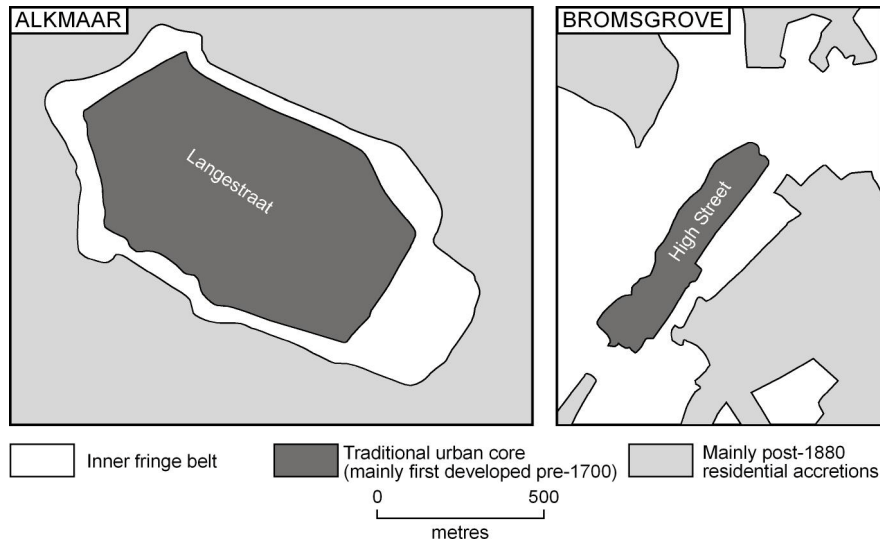 ALKMAAR
BROMSGROVE
Langestraat
High Street
Inner fringe belt
Traditional urban core
(mainly first developed pre-1700)
Mainly post-1880
residential accretions
0 500
metres